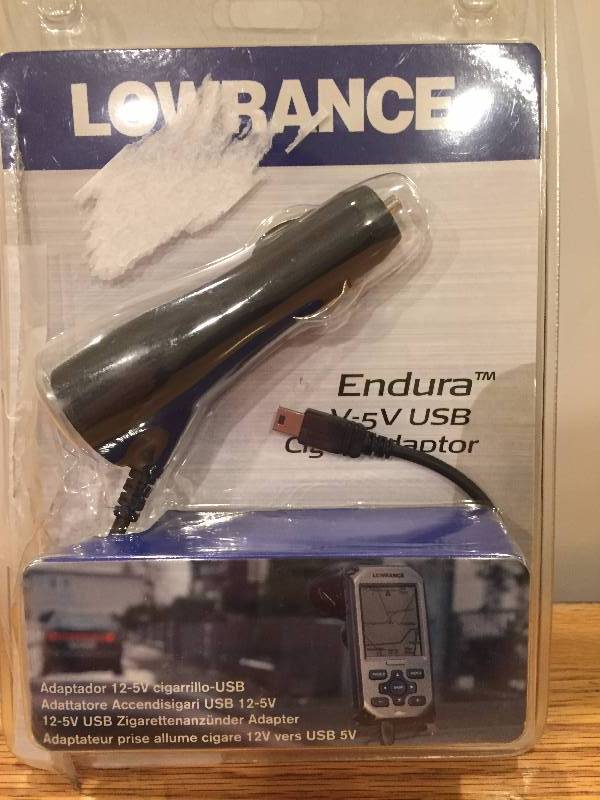 LOWRANCE
Endura™
V-5V USB
LOWRANCE
Adaptador 12-5V cigarrillo-USB
Adattatore Accendisigari USB 12-5V
12-5V USB Zigarettenanzünder Adapter
Adaptateur prise allume cigare 12V vers USB 5V